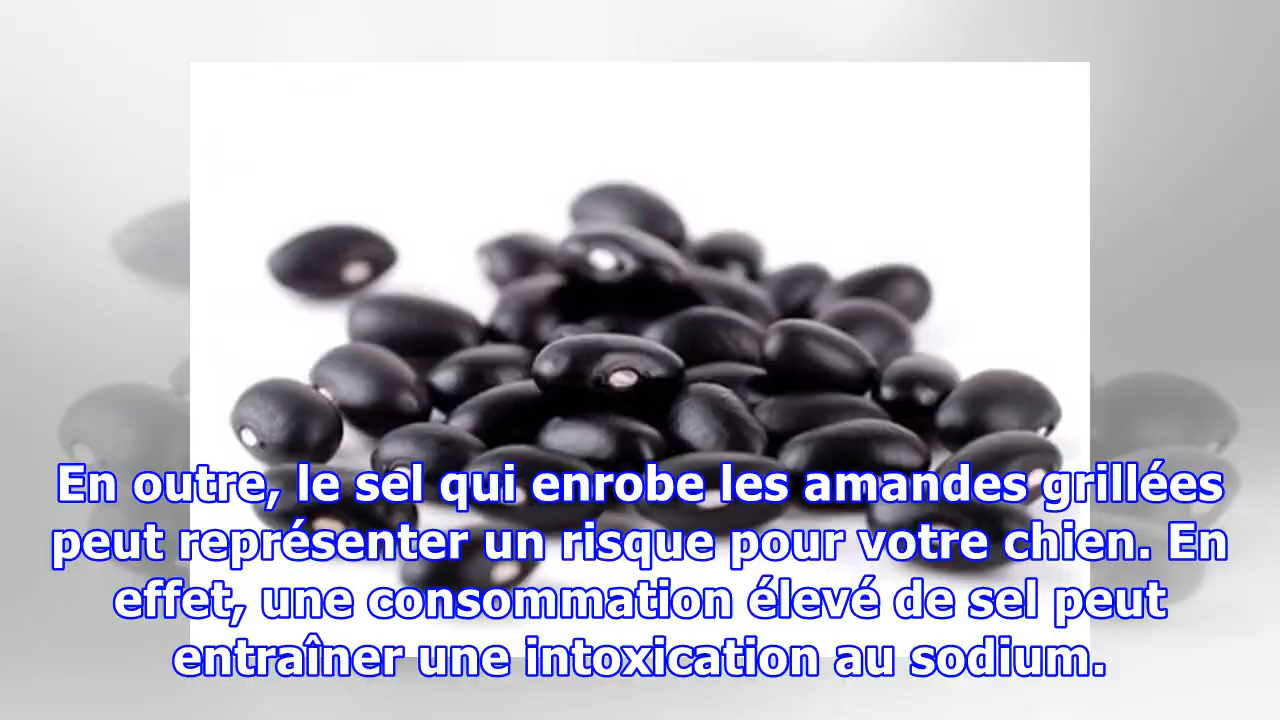 En outre, le sel qui enrobe les amandes grillées
peut représenter un risque pour votre chien. En
effet, une consommation élevé de sel peut
entraîner une intoxication au sodium.